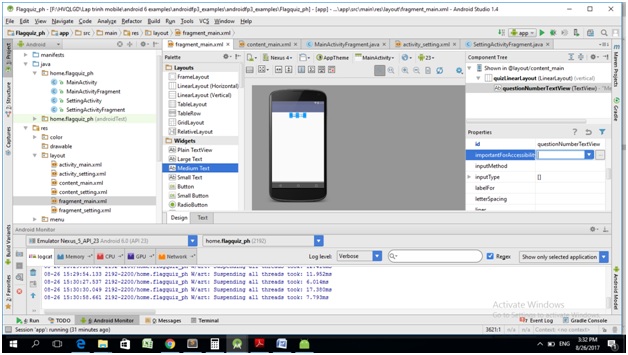 Flagquiz_ph - [F:\HVQLGD\Lap trinh mobile\android 6 examples\androidfp3_examples\androidfp3_examples\Flagquiz_ph] - [app] - ...\app\src\main\res\layout\fragment_main.xml - Android Studio 1.4
File Edit View Navigate Code Analyze Refactor Build Run Tools VCS Window Help
Flagquiz_ph app src main res layout fragment_main.xml
Android
manifests
java
home.flagquiz_ph
MainActivity
MainActivityFragment
SettingActivity
SettingActivityFragment
home.flagquiz_ph (androidTest)
res
color
drawable
layout
activity_main.xml
activity_setting.xml
content_main.xml
content_setting.xml
fragment_main.xml
fragment_setting.xml
menu
fragment_main.xml content_main.xml MainActivityFragment.java activity_setting.xml SettingActivityFragment.java
Palette
Layouts
FrameLayout
LinearLayout (Horizontal)
LinearLayout (Vertical)
TableLayout
TableRow
GridLayout
RelativeLayout
Widgets
Plain TextView
Large Text
Medium Text
Small Text
Button
Small Button
RadioButton
Design Text
Nexus 4 AppTheme MainActivity 23
Component Tree
Shown in @layout/content_main
quizLinearLayout (LinearLayout) (vertical)
questionNumberTextView (TextView)
Properties
id questionNumberTextView
importantForAccessibilit
inputMethod
inputType []
labelFor
letterSpacing
1: Project
7: Structure
Captures
Build Variants
2: Favorites
Maven Projects
Gradle
Android Model
Android Monitor
Emulator Nexus_5_API_23 Android 6.0 (API 23) home.flagquiz_ph (2192)
logcat Memory CPU GPU Network Log level: Verbose Regex Show only selected application
08-26 15:29:54.133 2192-2200/home.flagquiz_ph W/art: Suspending all threads took: 11.952ms
08-26 15:30:27.537 2192-2200/home.flagquiz_ph W/art: Suspending all threads took: 6.014ms
08-26 15:30:30.049 2192-2200/home.flagquiz_ph W/art: Suspending all threads took: 17.383ms
08-26 15:30:58.661 2192-2200/home.flagquiz_ph W/art: Suspending all threads took: 7.793ms
Activate Windows
4: Run TODO 6: Android Monitor 0: Messages Terminal Event Log Gradle Console
Session 'app': running (31 minutes ago) 3621:1 n/a n/a Context: <no context>
ENG 3:32 PM
8/26/2017